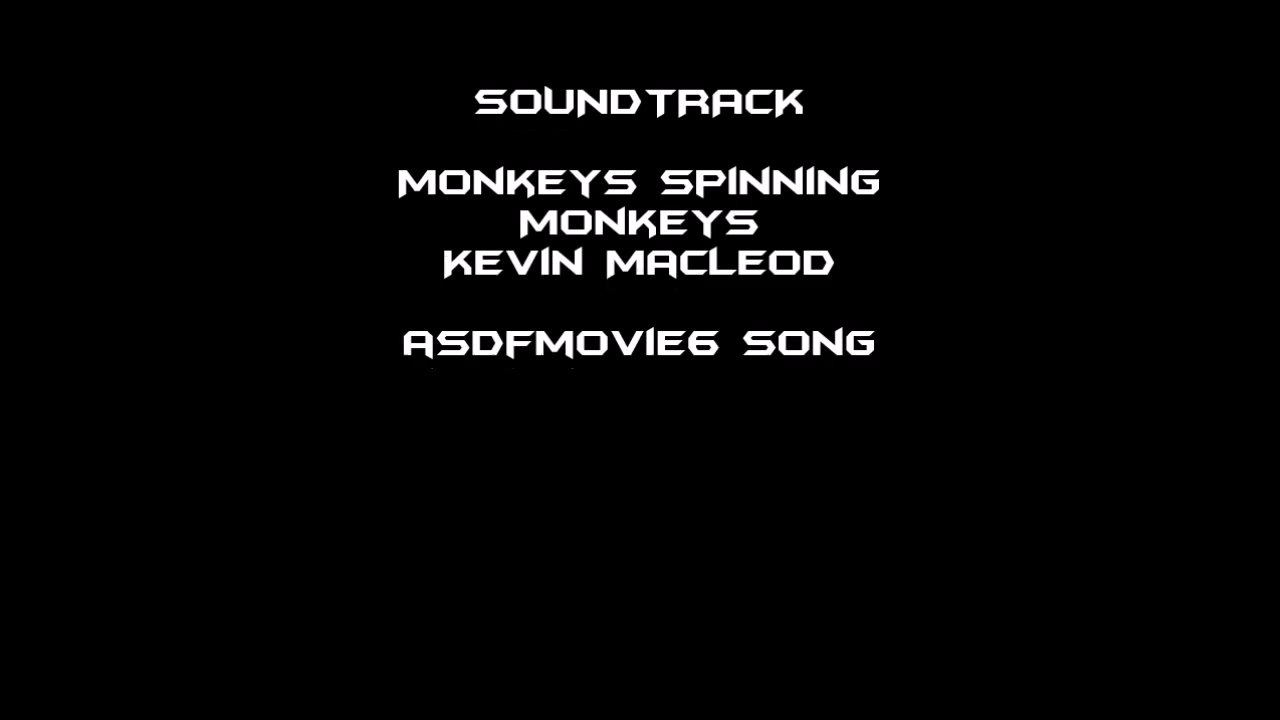 SOUNDTRACK
MONKEYS SPINNING
MONKEYS
KEVIN MACLEOD
ASDFMOVIE6 SONG